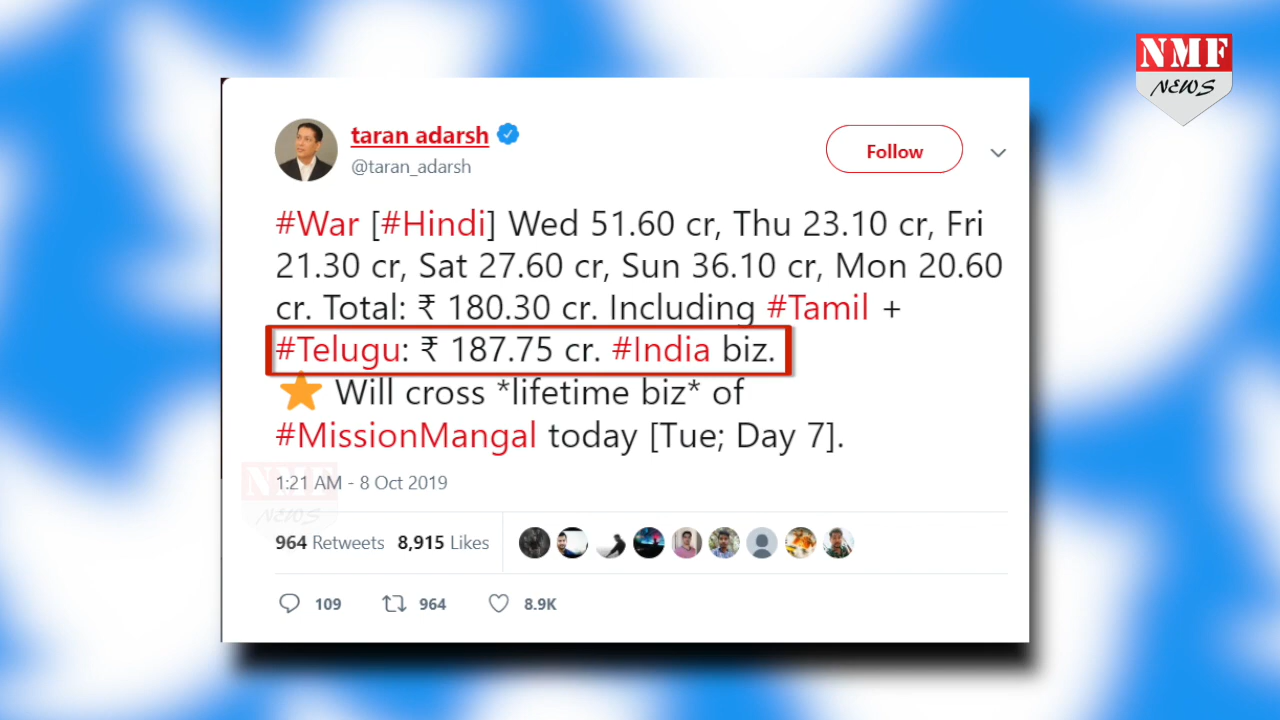 NMF
NEWS
taran adarsh
@taran_adarsh
Follow
#War [#Hindi] Wed 51.60 cr, Thu 23.10 cr, Fri
21.30 cr, Sat 27.60 cr, Sun 36.10 cr, Mon 20.60
cr. Total: ₹ 180.30 cr. Including #Tamil +
#Telugu: ₹ 187.75 cr. #India biz.
⭐ Will cross *lifetime biz* of
#MissionMangal today [Tue; Day 7].
NMF
NEWS
1:21 AM - 8 Oct 2019
964 Retweets 8,915 Likes
109 964 8.9K